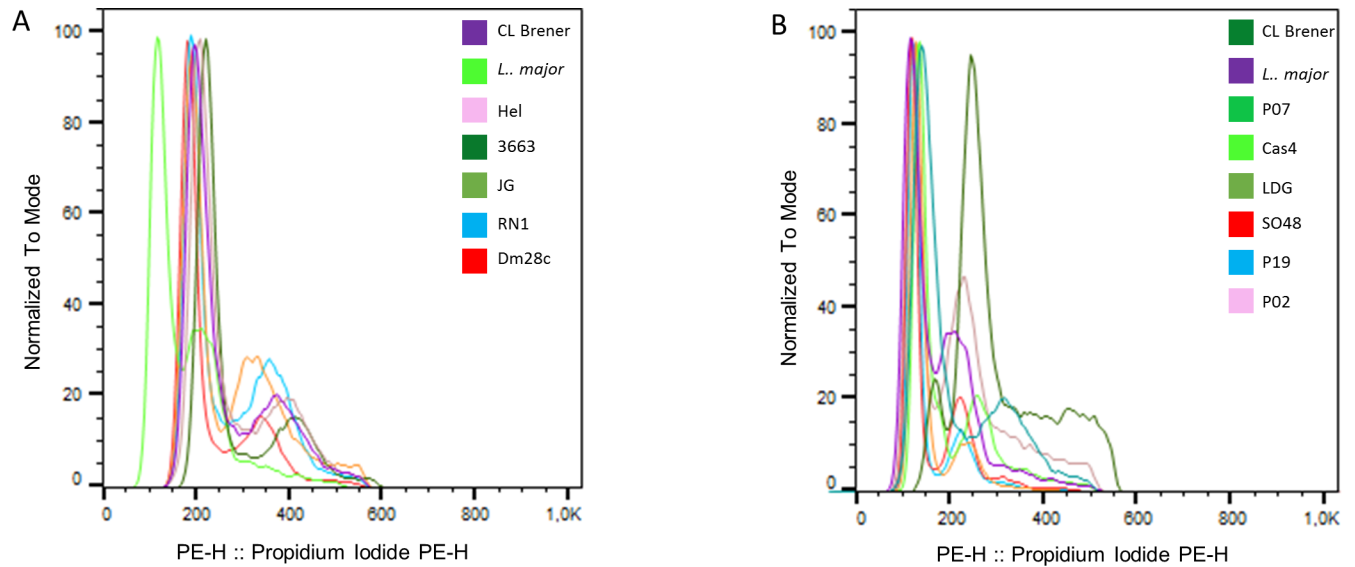 A
100
80
60
40
20
0
0 200 400 600 1,0K
Normalized To Mode
PE-H :: Propidium Iodide PE-H
CL Brener
L.. major
Hel
3663
JG
RN1
Dm28c
B
100
80
60
40
20
0
0 200 400 600 1,0K
Normalized To Mode
PE-H :: Propidium Iodide PE-H
CL Brener
L.. major
P07
Cas4
LDG
SO48
P19
P02